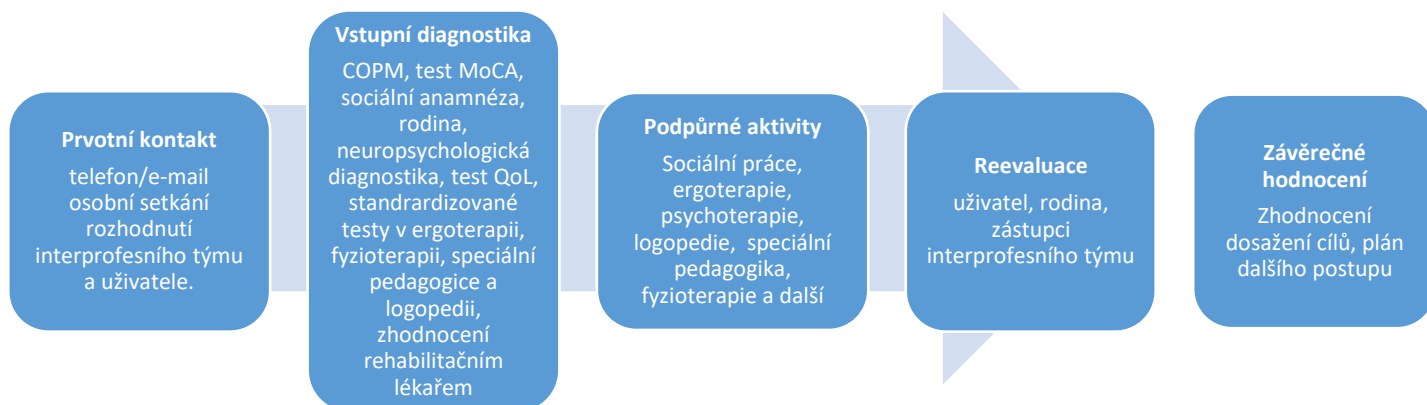 Prvotní kontakt
telefon/e-mail
osobní setkání
rozhodnutí
interprofesního týmu
a uživatele.
Vstupní diagnostika
COPM, test MoCA,
sociální anamnéza,
rodina,
neuropsychologická
diagnostika, test QoL,
standrardizované
testy v ergoterapii,
fyzioterapii, speciální
pedagogice a
logopedii,
zhodnocení
rehabilitačním
lékařem
Podpůrné aktivity
Sociální práce,
ergoterapie,
psychoterapie,
logopedie, speciální
pedagogika,
fyzioterapie a další
Reevaluace
uživatel, rodina,
zástupci
interprofesního týmu
Závěrečné
hodnocení
Zhodnocení
dosažení cílů, plán
dalšího postupu